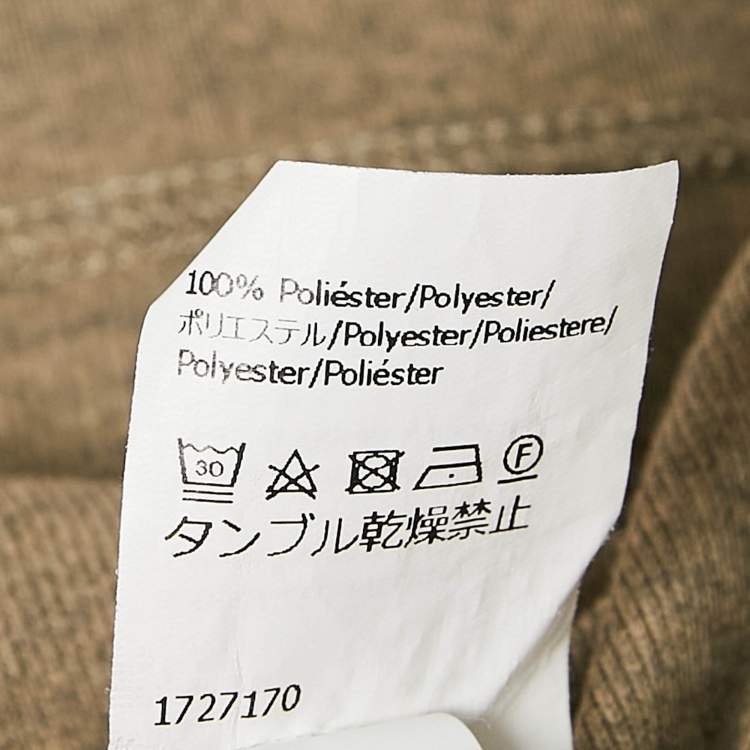 100% Poliéster/Polyester/
ポリエステル/Polyester/Poliestere/
Polyester/Poliéster
30
F
タンブル乾燥禁止
1727170